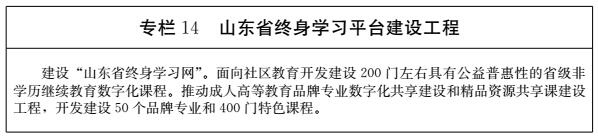 专栏 14 山东省终身学习平台建设工程
建设“山东省终身学习网”。面向社区教育开发建设 200 门左右具有公益普惠性的省级非
学历继续教育数字化课程。推动成人高等教育品牌专业数字化共享建设和精品资源共享课建设
工程，开发建设 50 个品牌专业和 400 门特色课程。